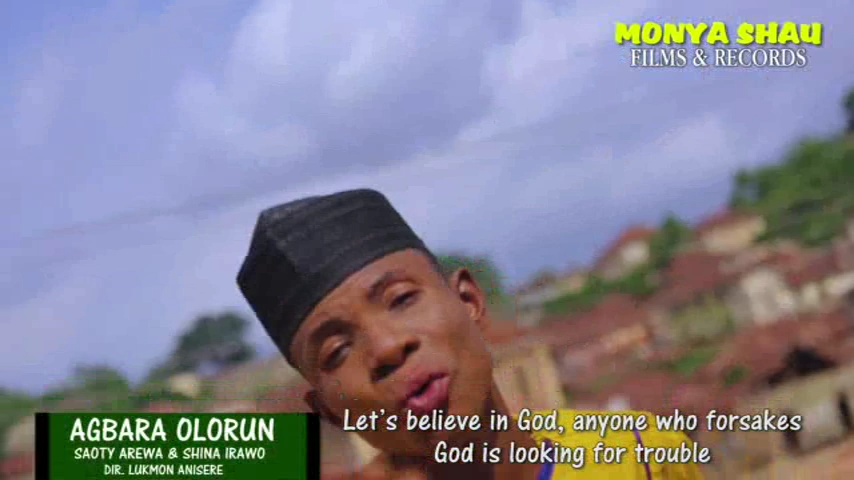 MONYA SHAU
FILMS & RECORDS
AGBARA OLORUN
SAOTY AREWA & SHINA IRAWO
DIR. LUKMON ANISERE
Let's believe in God, anyone who forsakes
God is looking for trouble